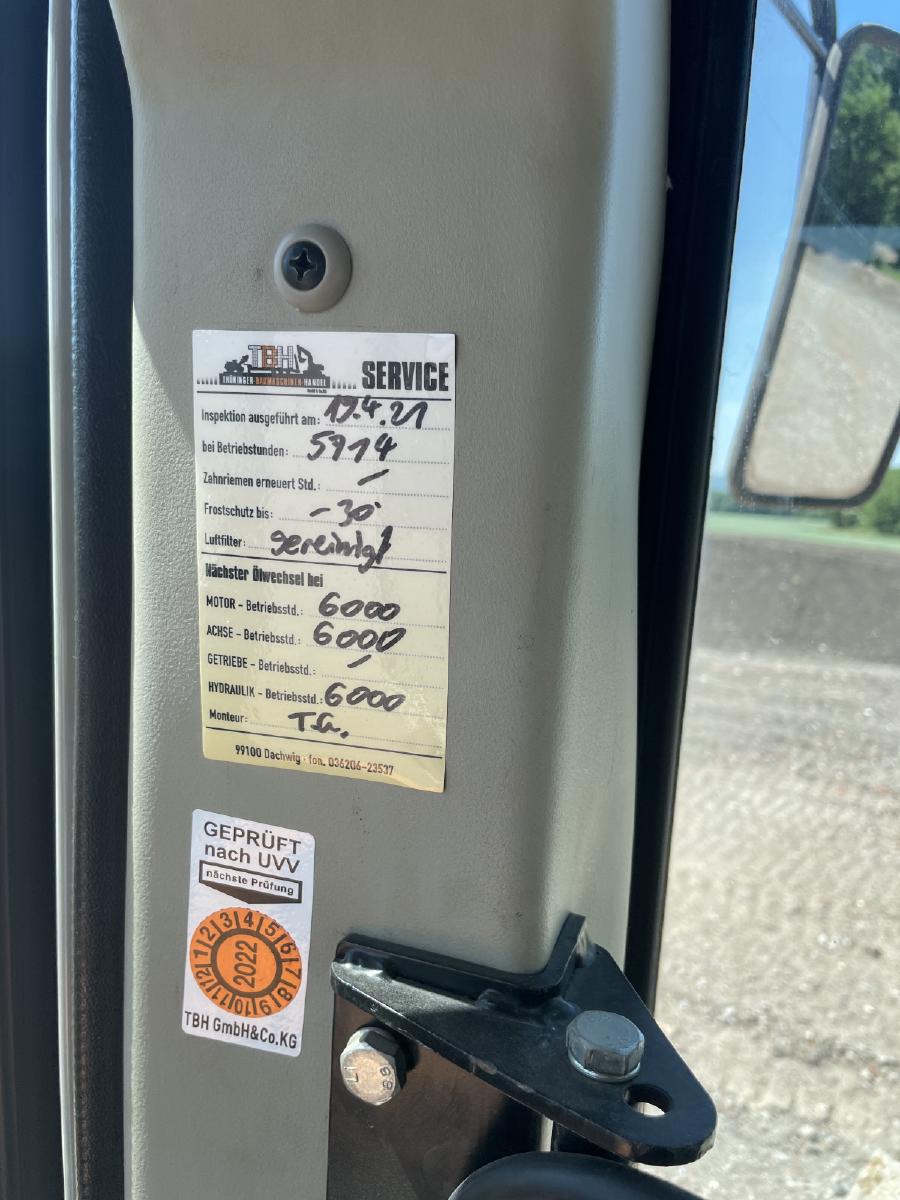 TBH
THÜRINGER-BAUMASCHINEN-HANDEL
SERVICE
Inspektion ausgeführt am: 19.4.21
bei Betriebstunden: 5914
Zahnriemen erneuert Std.: –
Frostschutz bis: -30°
Luftfilter: gereinigt
Nächster Ölwechsel bei
MOTOR - Betriebsstd.: 6000
ACHSE - Betriebsstd.: 6000
GETRIEBE - Betriebsstd.: –
HYDRAULIK - Betriebsstd.: 6000
Monteur:
99100 Dachwig · fon. 036206-23537
GEPRÜFT
nach UVV
nächste Prüfung
1 2 3 4 5 6 7 8 9 10 11 12
2022
TBH GmbH&Co.KG
8.8